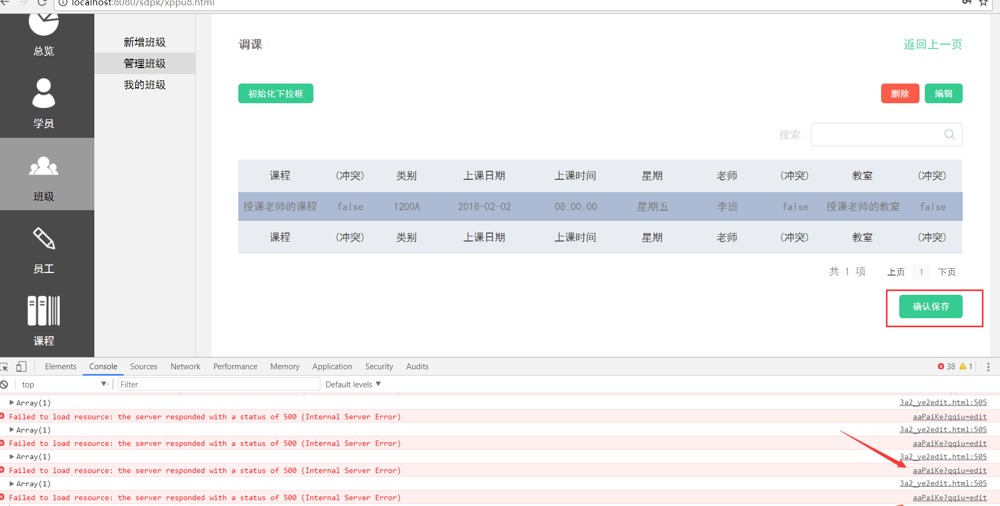 localhost:8080/sdpk/xppu8.html
总览
学员
班级
员工
课程
新增班级
管理班级
我的班级
调课
返回上一页
初始化下拉框
删除 编辑
搜索:
课程 (冲突) 类别 上课日期 上课时间 星期 老师 (冲突) 教室 (冲突)
授课老师的课程 false 1200A 2018-02-02 08:00:00 星期五 李班 false 授课老师的教室 false
课程 (冲突) 类别 上课日期 上课时间 星期 老师 (冲突) 教室 (冲突)
共 1 项 上页 1 下页
确认保存
Elements Console Sources Network Performance Memory Application Security Audits 38 1
top Filter Default levels
Array(1) 3a2_ye2edit.html:505
Failed to load resource: the server responded with a status of 500 (Internal Server Error) aaPaiKe?qqiu=edit
Array(1) 3a2_ye2edit.html:505
Failed to load resource: the server responded with a status of 500 (Internal Server Error) aaPaiKe?qqiu=edit
Array(1) 3a2_ye2edit.html:505
Failed to load resource: the server responded with a status of 500 (Internal Server Error) aaPaiKe?qqiu=edit
Array(1) 3a2_ye2edit.html:505
Failed to load resource: the server responded with a status of 500 (Internal Server Error) aaPaiKe?qqiu=edit